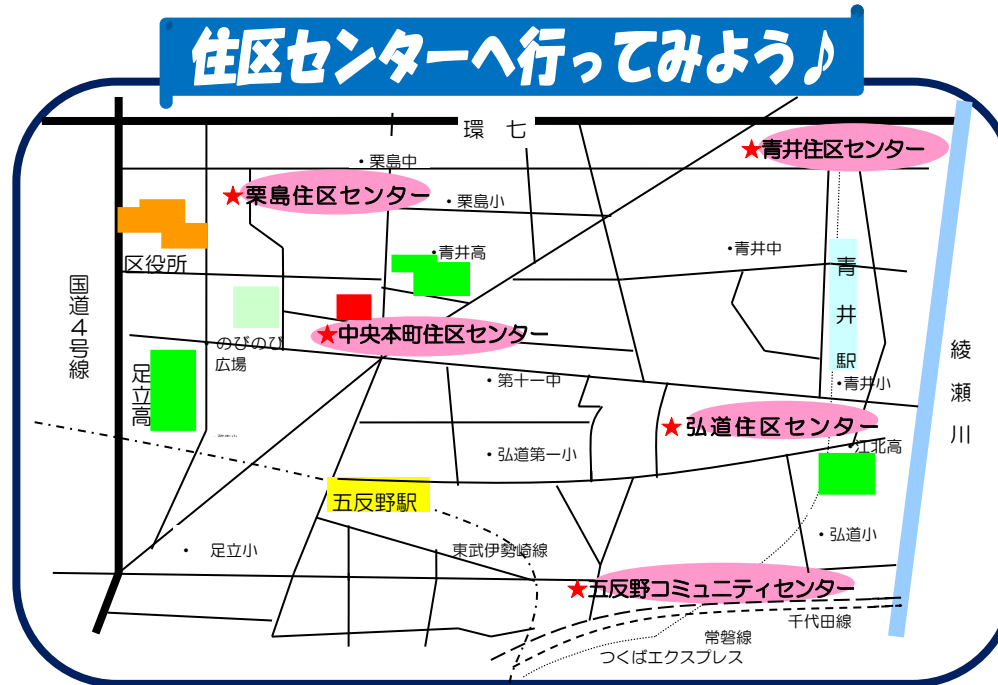 住区センターへ行ってみよう♪
環 七
★青井住区センター
・栗島中
★栗島住区センター
・栗島小
・青井高
・青井中
区役所
青井駅
国道4号線
★中央本町住区センター
・のびのび
広場
綾瀬川
足立高
・第十一中
・青井小
★弘道住区センター
・江北高
・弘道第一小
五反野駅
・弘道小
・ 足立小
東武伊勢崎線
★五反野コミュニティセンター
千代田線
常磐線
つくばエクスプレス